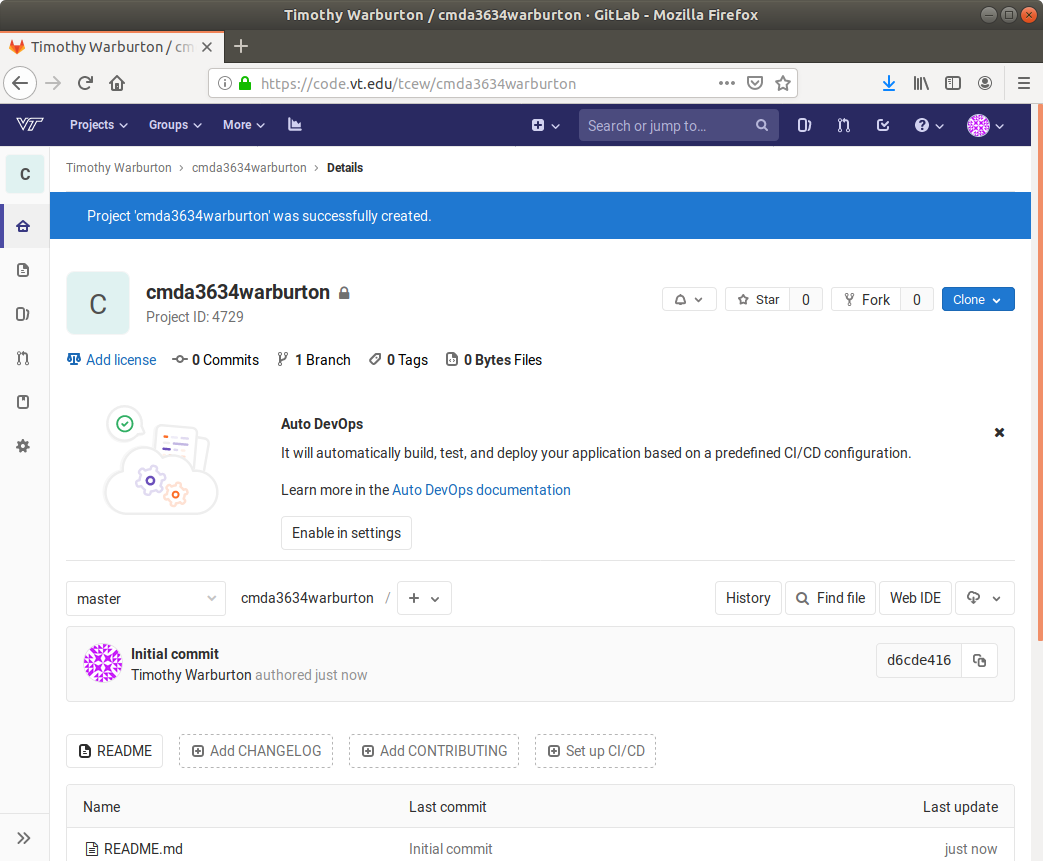 Timothy Warburton / cmda3634warburton · GitLab - Mozilla Firefox
Timothy Warburton / cm
https://code.vt.edu/tcew/cmda3634warburton
VT Projects Groups More Search or jump to...
C
Timothy Warburton › cmda3634warburton › Details
Project 'cmda3634warburton' was successfully created.
C
cmda3634warburton
Project ID: 4729
Star 0 Fork 0 Clone
Add license 0 Commits 1 Branch 0 Tags 0 Bytes Files
Auto DevOps
It will automatically build, test, and deploy your application based on a predefined CI/CD configuration.
Learn more in the Auto DevOps documentation
Enable in settings
master cmda3634warburton / + History Find file Web IDE
Initial commit
Timothy Warburton authored just now
d6cde416
README Add CHANGELOG Add CONTRIBUTING Set up CI/CD
Name Last commit Last update
README.md Initial commit just now